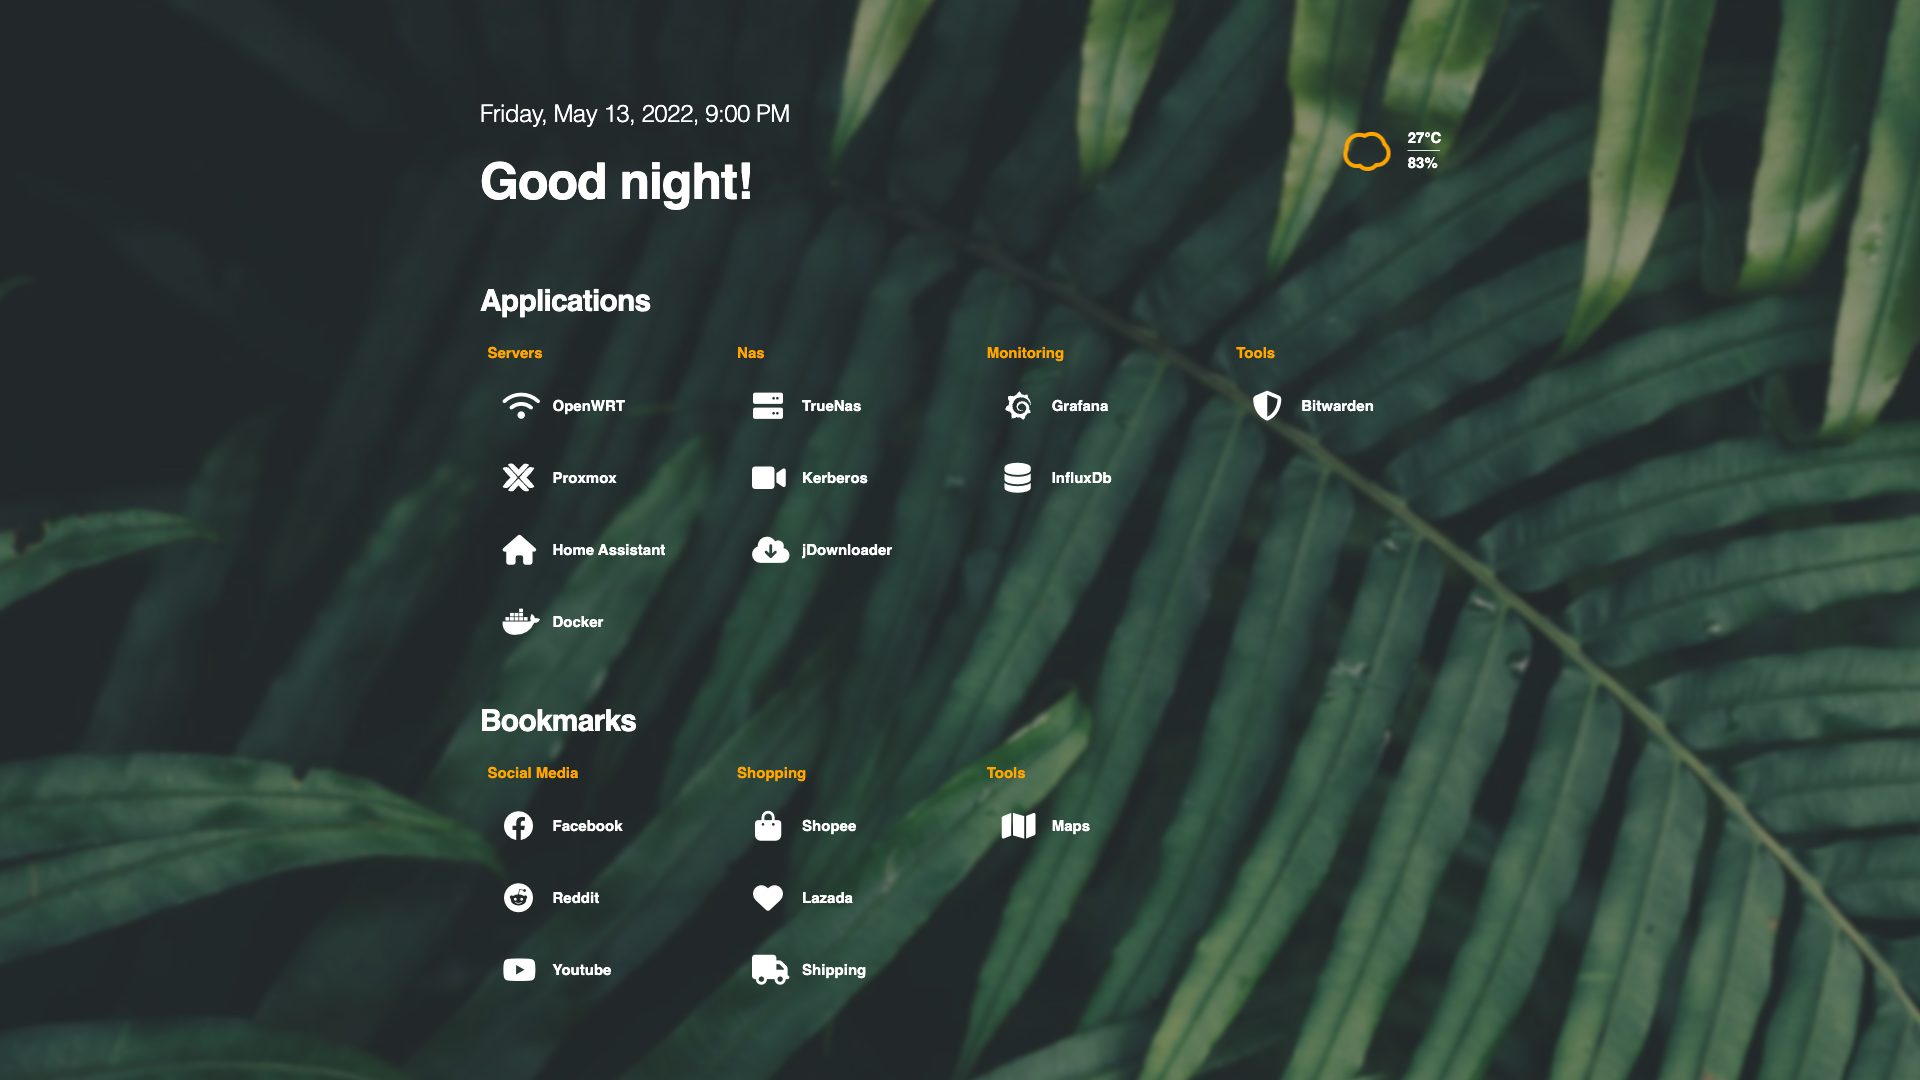 Friday, May 13, 2022, 9:00 PM
Good night!
27°C
83%
Applications
Servers
OpenWRT
Proxmox
Home Assistant
Docker
Nas
TrueNas
Kerberos
jDownloader
Monitoring
Grafana
InfluxDb
Tools
Bitwarden
Bookmarks
Social Media
Facebook
Reddit
Youtube
Shopping
Shopee
Lazada
Shipping
Tools
Maps